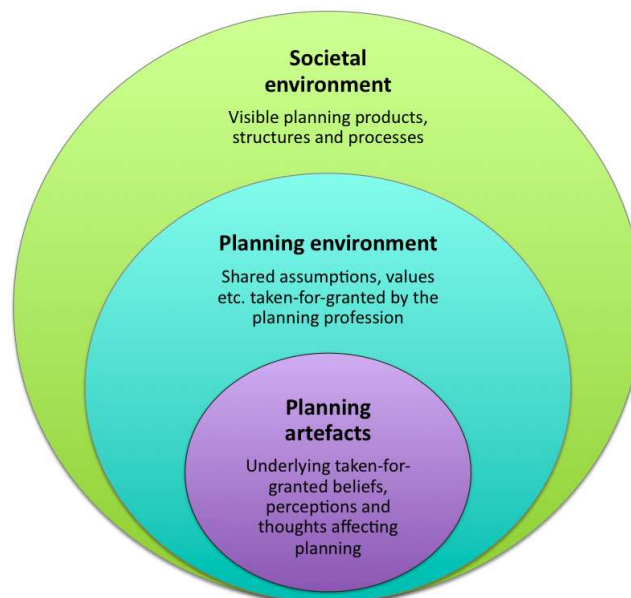 Societal
environment
Visible planning products,
structures and processes
Planning environment
Shared assumptions, values
etc. taken-for-granted by the
planning profession
Planning
artefacts
Underlying taken-for-
granted beliefs,
perceptions and
thoughts affecting
planning